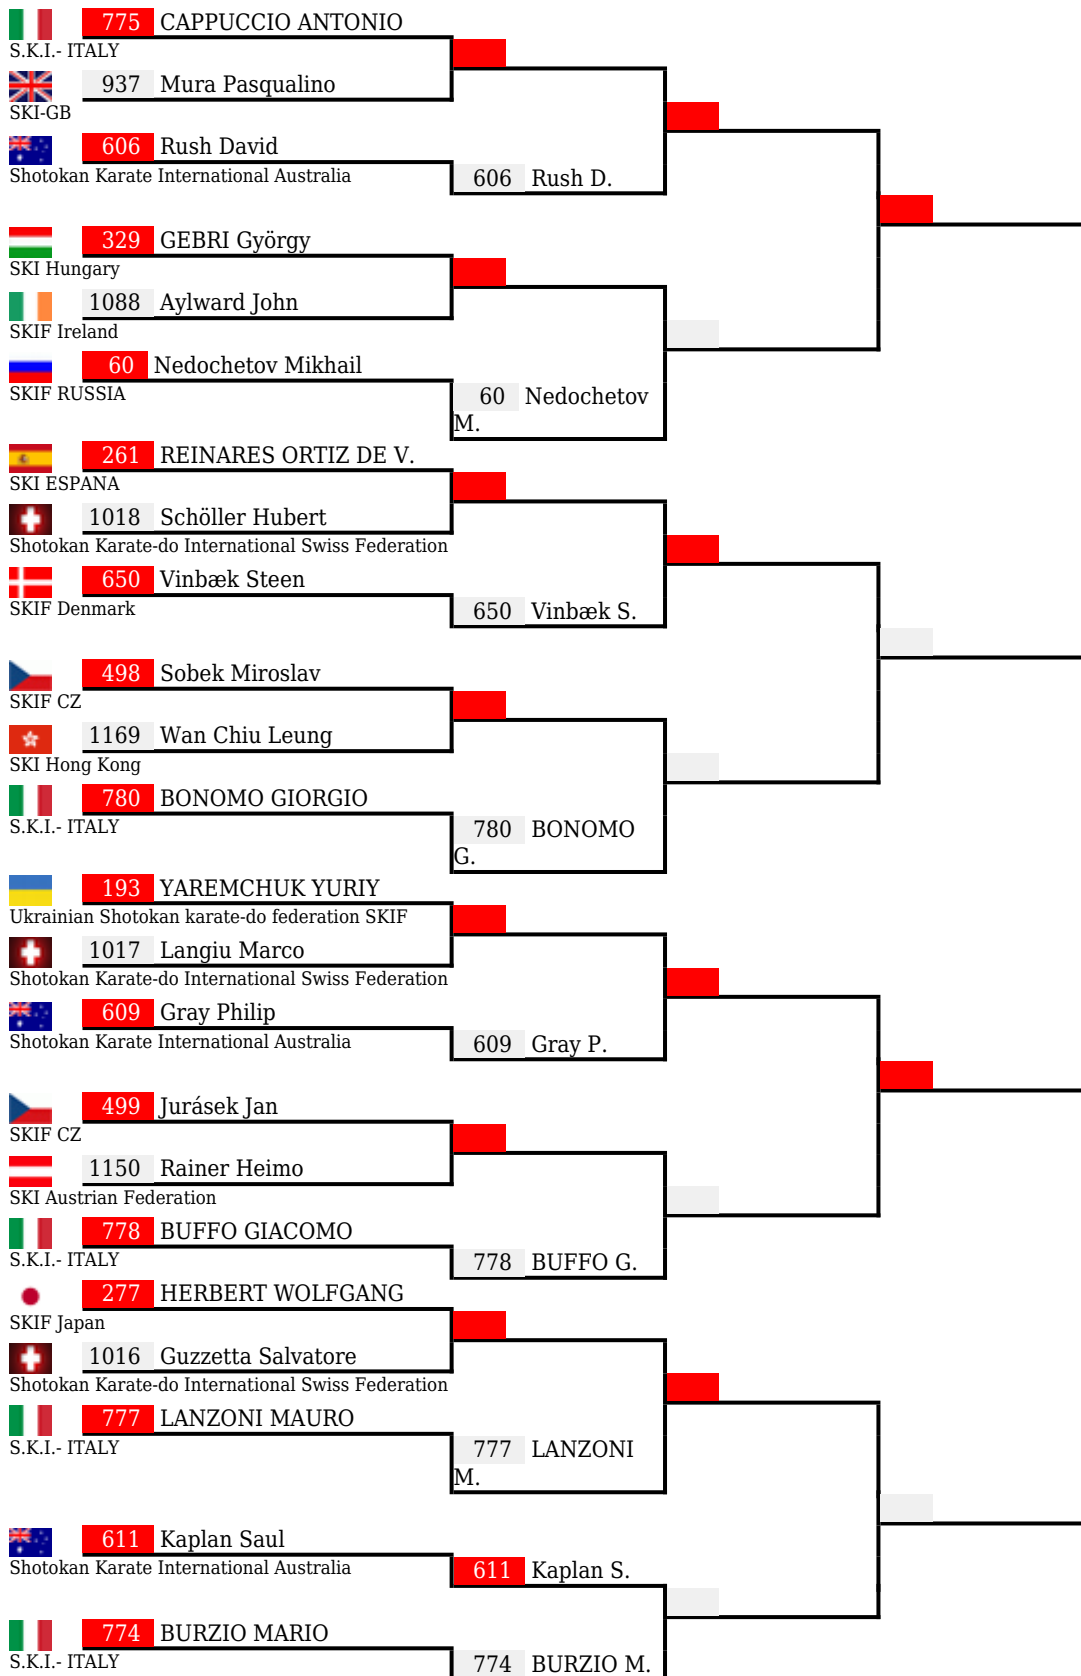 775 CAPPUCCIO ANTONIO
S.K.I.- ITALY
937 Mura Pasqualino
SKI-GB
606 Rush David
Shotokan Karate International Australia
606 Rush D.
329 GEBRI György
SKI Hungary
1088 Aylward John
SKIF Ireland
60 Nedochetov Mikhail
SKIF RUSSIA
60 Nedochetov
M.
261 REINARES ORTIZ DE V.
SKI ESPANA
1018 Schöller Hubert
Shotokan Karate-do International Swiss Federation
650 Vinbæk Steen
SKIF Denmark
650 Vinbæk S.
498 Sobek Miroslav
SKIF CZ
1169 Wan Chiu Leung
SKI Hong Kong
780 BONOMO GIORGIO
S.K.I.- ITALY
780 BONOMO
G.
193 YAREMCHUK YURIY
Ukrainian Shotokan karate-do federation SKIF
1017 Langiu Marco
Shotokan Karate-do International Swiss Federation
609 Gray Philip
Shotokan Karate International Australia
609 Gray P.
499 Jurásek Jan
SKIF CZ
1150 Rainer Heimo
SKI Austrian Federation
778 BUFFO GIACOMO
S.K.I.- ITALY
778 BUFFO G.
277 HERBERT WOLFGANG
SKIF Japan
1016 Guzzetta Salvatore
Shotokan Karate-do International Swiss Federation
777 LANZONI MAURO
S.K.I.- ITALY
777 LANZONI
M.
611 Kaplan Saul
Shotokan Karate International Australia
611 Kaplan S.
774 BURZIO MARIO
S.K.I.- ITALY
774 BURZIO M.